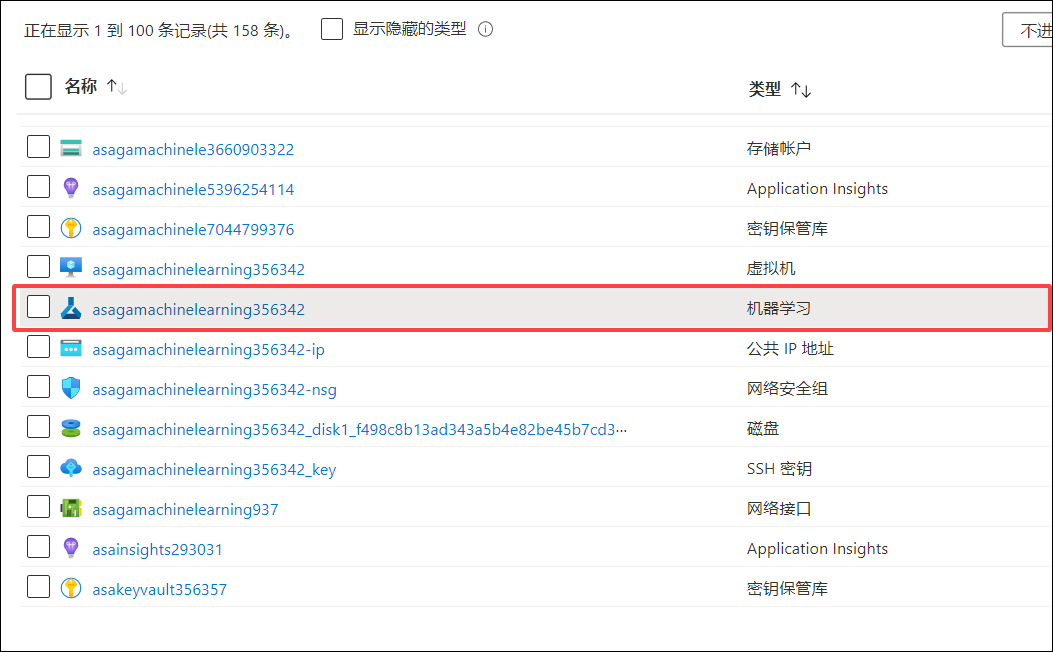 正在显示 1 到 100 条记录(共 158 条)。 显示隐藏的类型 不进
名称 类型
asagamachinele3660903322 存储帐户
asagamachinele5396254114 Application Insights
asagamachinele7044799376 密钥保管库
asagamachinelearning356342 虚拟机
asagamachinelearning356342 机器学习
asagamachinelearning356342-ip 公共 IP 地址
asagamachinelearning356342-nsg 网络安全组
asagamachinelearning356342_disk1_f498c8b13ad343a5b4e82be45b7cd3··· 磁盘
asagamachinelearning356342_key SSH 密钥
asagamachinelearning937 网络接口
asainsights293031 Application Insights
asakeyvault356357 密钥保管库